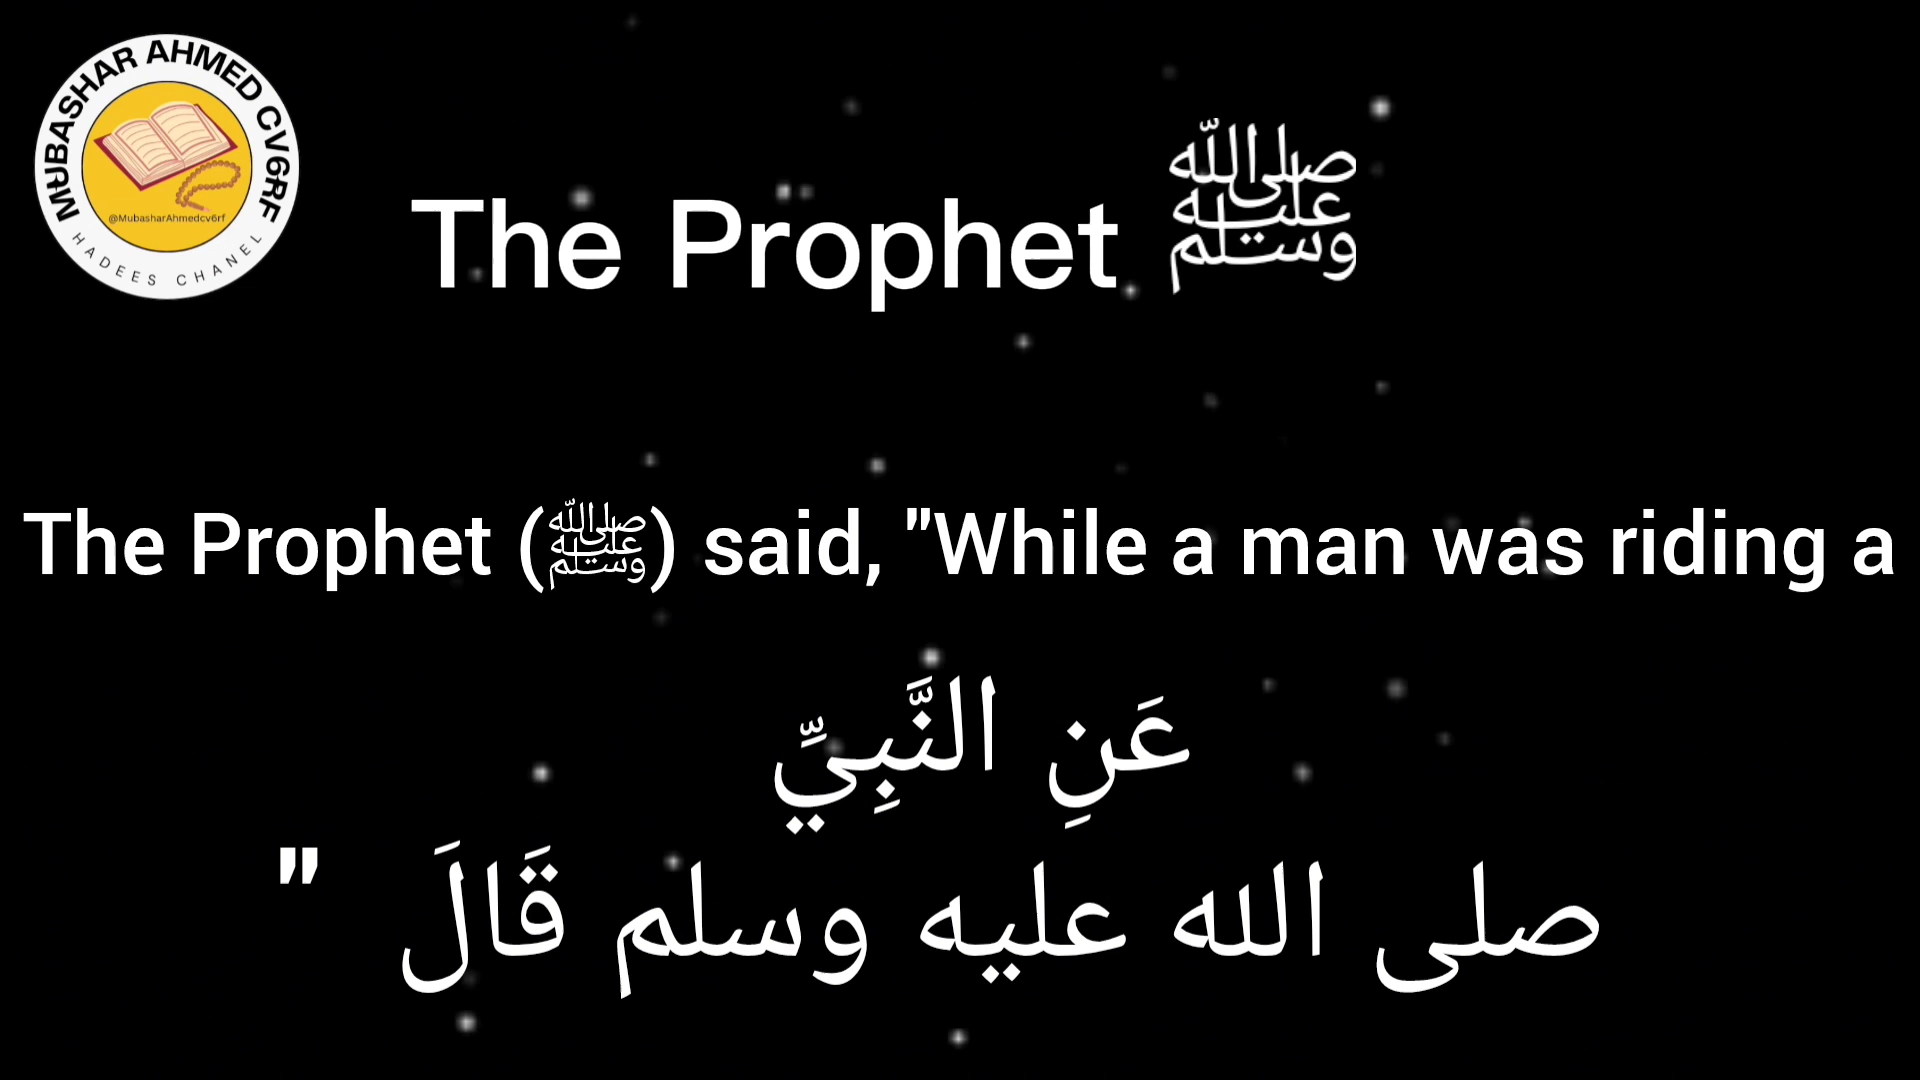 MUBASHAR AHMED CV6RF
@MubasharAhmedcv6rf
HADEES CHANEL
The Prophet ﷺ
The Prophet (ﷺ) said, "While a man was riding a
عَنِ النَّبِيِّ
صلى الله عليه وسلم قَالَ "